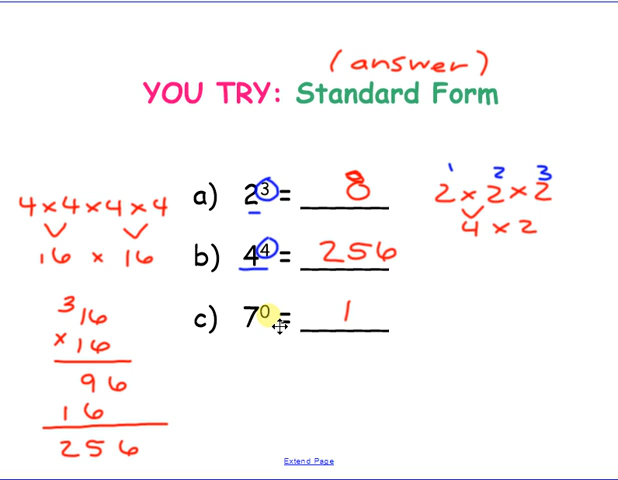 (answer)
YOU TRY: Standard Form
a) 2³ = 8
b) 4⁴ = 256
c) 7⁰ = 1
4 × 4 × 4 × 4
16 × 16
3
16
× 16
96
16
256
1 2 3
2 × 2 × 2
4 × 2
Extend Page